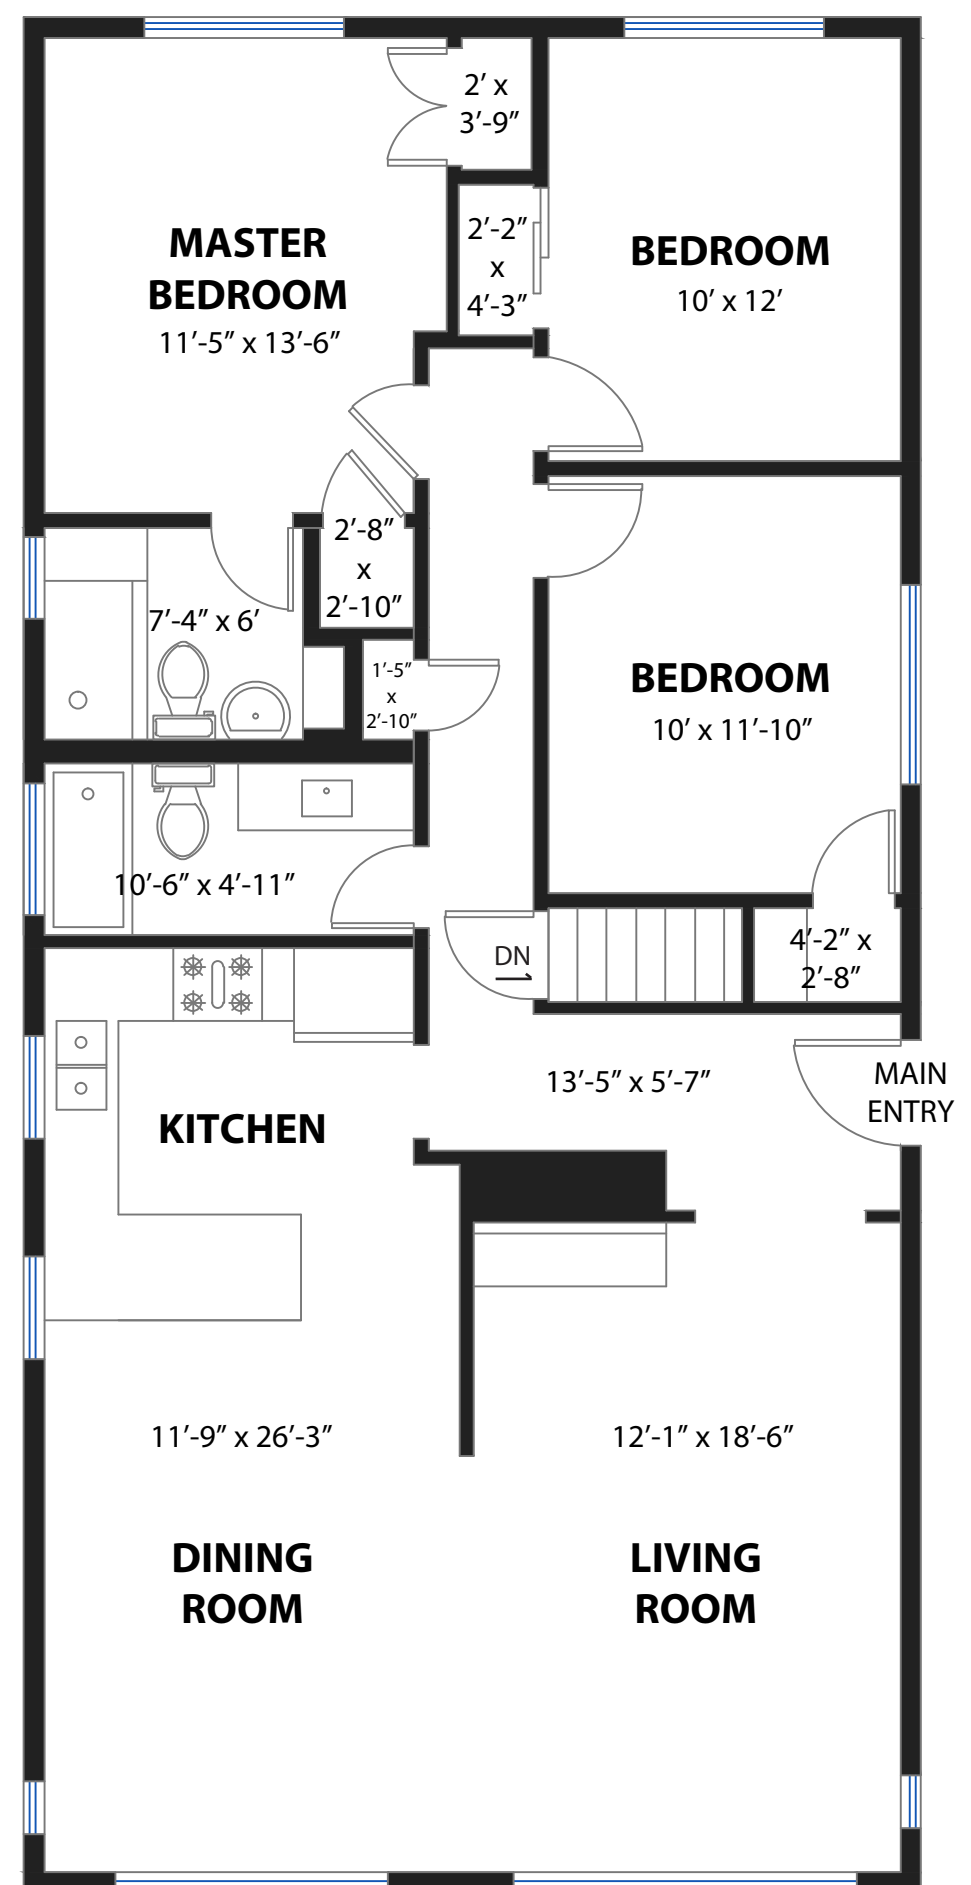 2’ x
3’-9”
2’-2”
x
4’-3”
MASTER
BEDROOM
11’-5” x 13’-6”
BEDROOM
10’ x 12’
2’-8”
x
2’-10”
7’-4” x 6’
1’-5”
x
2’-10”
BEDROOM
10’ x 11’-10”
10’-6” x 4’-11”
DN
4’-2” x
2’-8”
13’-5” x 5’-7”
MAIN
ENTRY
KITCHEN
11’-9” x 26’-3”
12’-1” x 18’-6”
DINING
ROOM
LIVING
ROOM